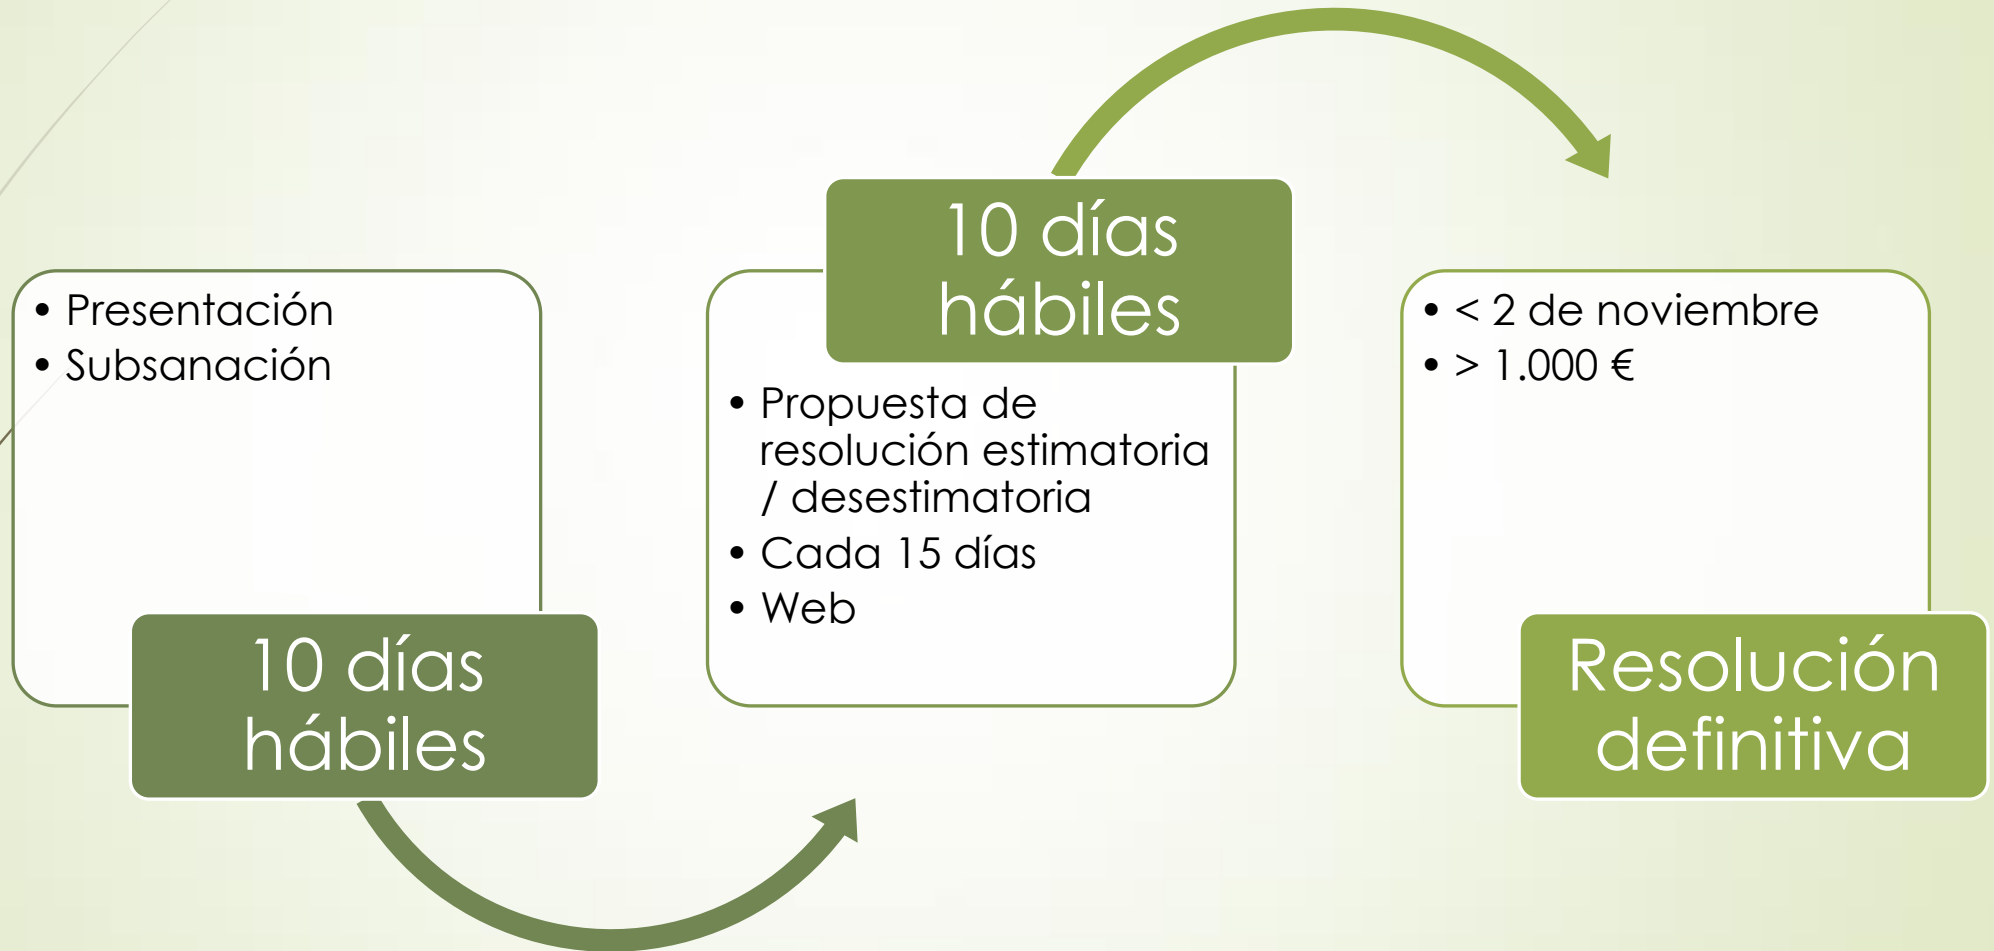 • Presentación
• Subsanación
10 días
hábiles
10 días
hábiles
• Propuesta de
resolución estimatoria
/ desestimatoria
• Cada 15 días
• Web
• < 2 de noviembre
• > 1.000 €
Resolución
definitiva